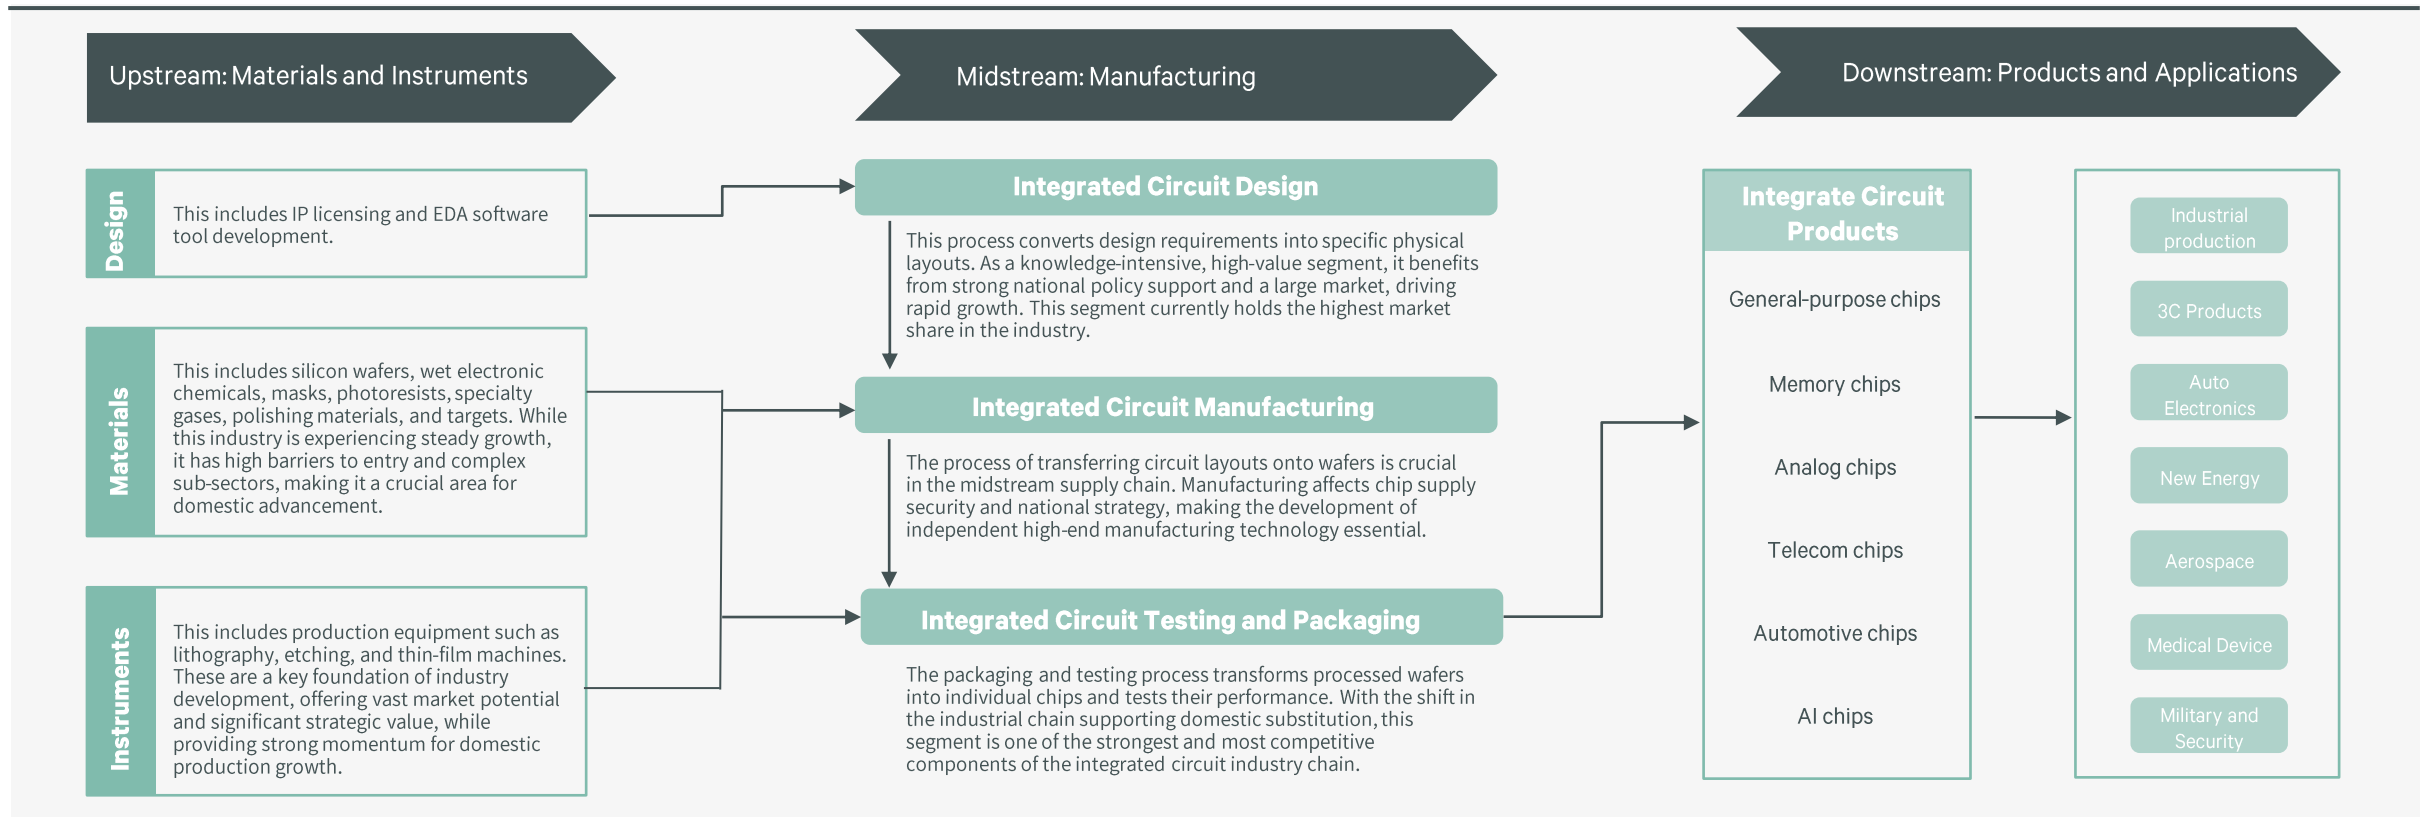 Upstream: Materials and Instruments
Midstream: Manufacturing
Downstream: Products and Applications
Design
This includes IP licensing and EDA software
tool development.
Materials
This includes silicon wafers, wet electronic
chemicals, masks, photoresists, specialty
gases, polishing materials, and targets. While
this industry is experiencing steady growth,
it has high barriers to entry and complex
sub-sectors, making it a crucial area for
domestic advancement.
Instruments
This includes production equipment such as
lithography, etching, and thin-film machines.
These are a key foundation of industry
development, offering vast market potential
and significant strategic value, while
providing strong momentum for domestic
production growth.
Integrated Circuit Design
This process converts design requirements into specific physical
layouts. As a knowledge-intensive, high-value segment, it benefits
from strong national policy support and a large market, driving
rapid growth. This segment currently holds the highest market
share in the industry.
Integrated Circuit Manufacturing
The process of transferring circuit layouts onto wafers is crucial
in the midstream supply chain. Manufacturing affects chip supply
security and national strategy, making the development of
independent high-end manufacturing technology essential.
Integrated Circuit Testing and Packaging
The packaging and testing process transforms processed wafers
into individual chips and tests their performance. With the shift in
the industrial chain supporting domestic substitution, this
segment is one of the strongest and most competitive
components of the integrated circuit industry chain.
Integrate Circuit
Products
General-purpose chips
Memory chips
Analog chips
Telecom chips
Automotive chips
AI chips
Industrial
production
3C Products
Auto
Electronics
New Energy
Aerospace
Medical Device
Military and
Security